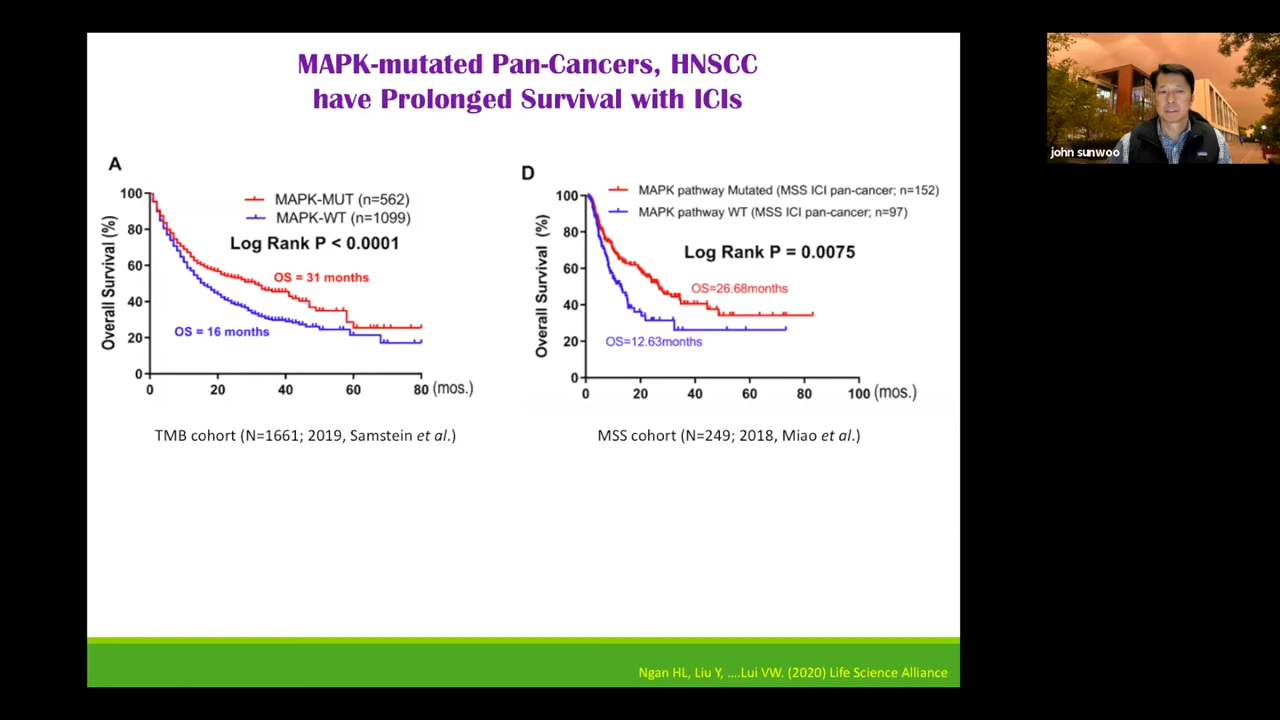 MAPK-mutated Pan-Cancers, HNSCC
have Prolonged Survival with ICIs
john sunwoo
A
MAPK-MUT (n=562)
MAPK-WT (n=1099)
Log Rank P < 0.0001
OS = 31 months
OS = 16 months
Overall Survival (%)
100
80
60
40
20
0
0 20 40 60 80 (mos.)
TMB cohort (N=1661; 2019, Samstein et al.)
D
MAPK pathway Mutated (MSS ICI pan-cancer; n=152)
MAPK pathway WT (MSS ICI pan-cancer; n=97)
Log Rank P = 0.0075
OS=26.68months
OS=12.63months
Overall Survival (%)
100
80
60
40
20
0
0 20 40 60 80 100 (mos.)
MSS cohort (N=249; 2018, Miao et al.)
Ngan HL, Liu Y, ....Lui VW. (2020) Life Science Alliance